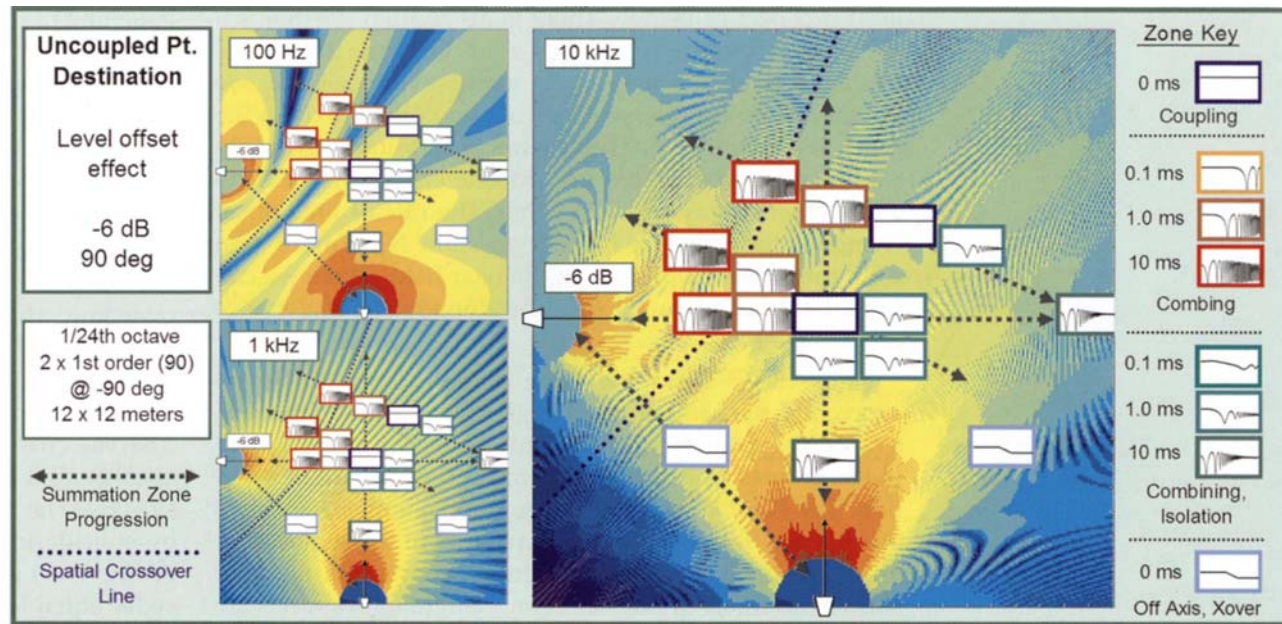 Uncoupled Pt.
Destination
Level offset
effect
-6 dB
90 deg
1/24th octave
2 x 1st order (90)
@ -90 deg
12 x 12 meters
Summation Zone
Progression
Spatial Crossover
Line
100 Hz
-6 dB
1 kHz
-6 dB
10 kHz
-6 dB
Zone Key
0 ms
Coupling
0.1 ms
1.0 ms
10 ms
Combing
0.1 ms
1.0 ms
10 ms
Combining,
Isolation
0 ms
Off Axis, Xover